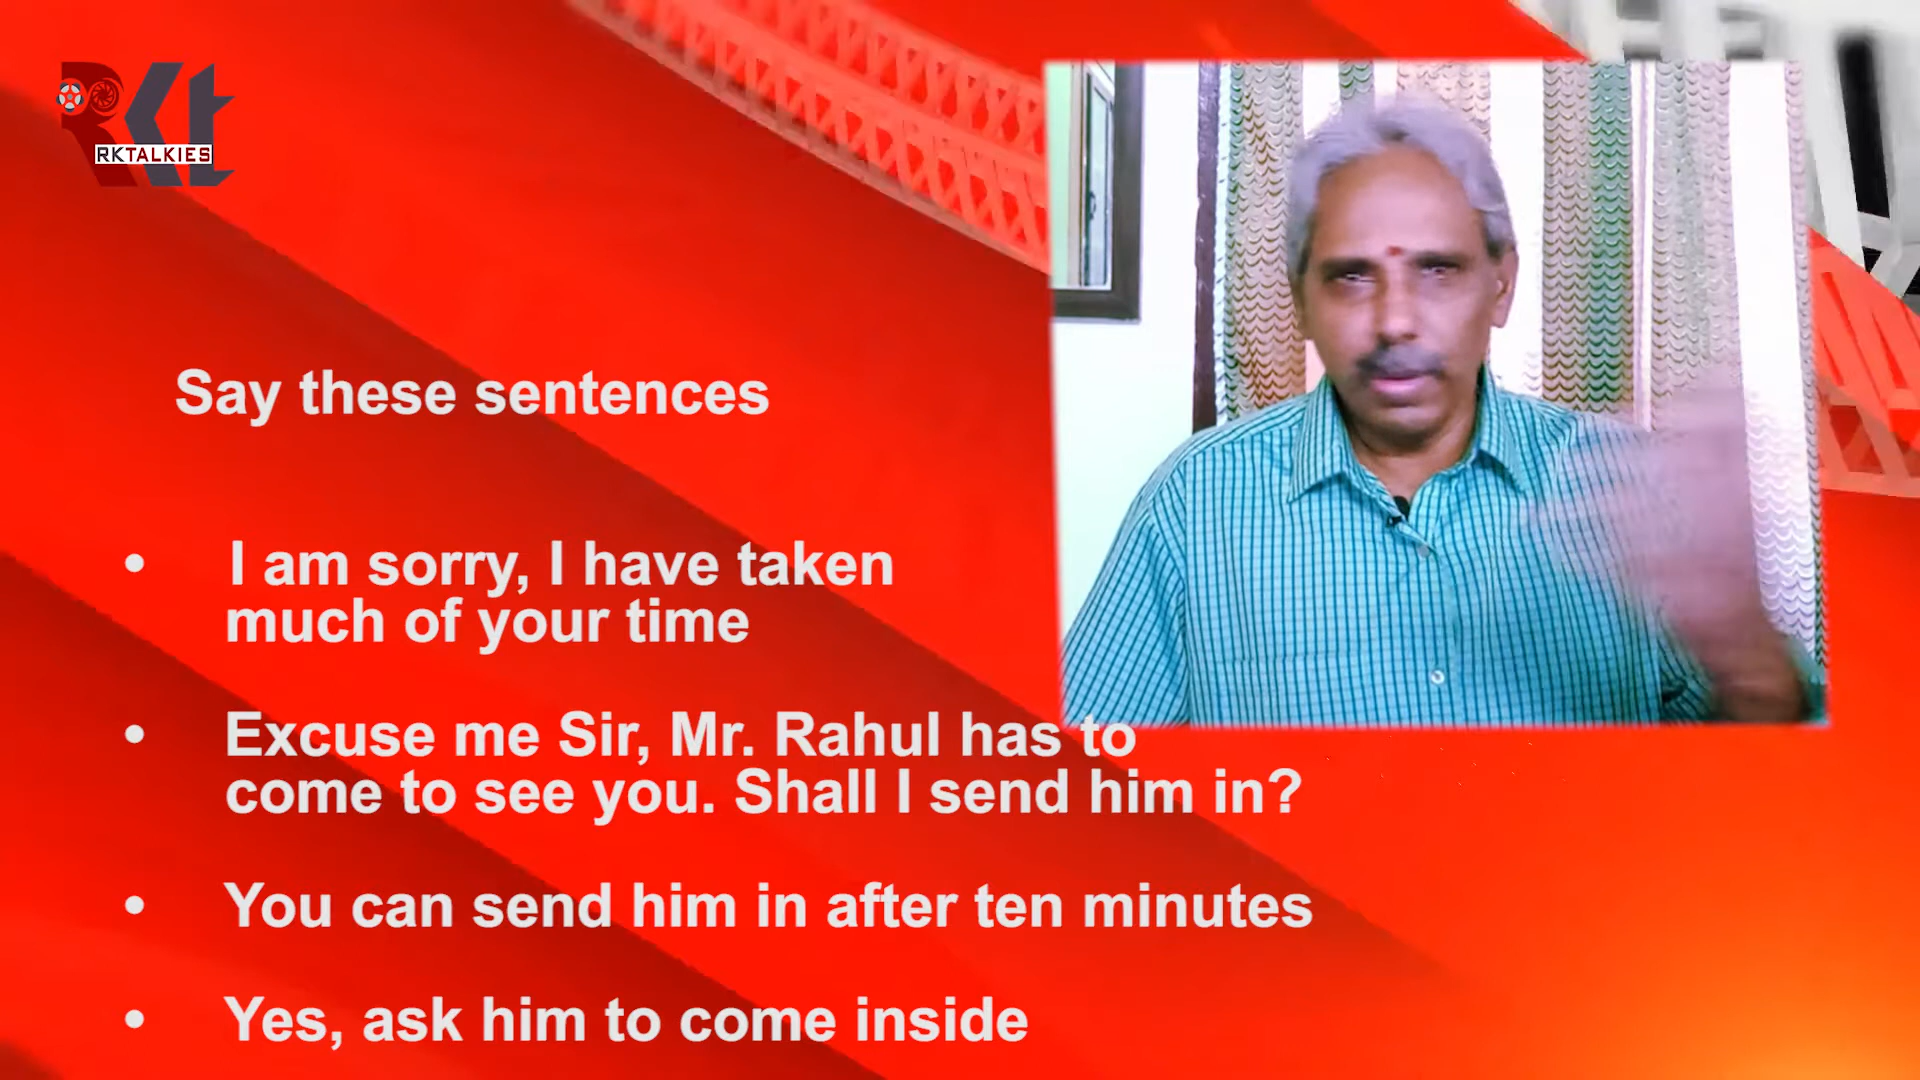 RKt
RKTALKIES
Say these sentences
• I am sorry, I have taken
much of your time
• Excuse me Sir, Mr. Rahul has to
come to see you. Shall I send him in?
• You can send him in after ten minutes
• Yes, ask him to come inside